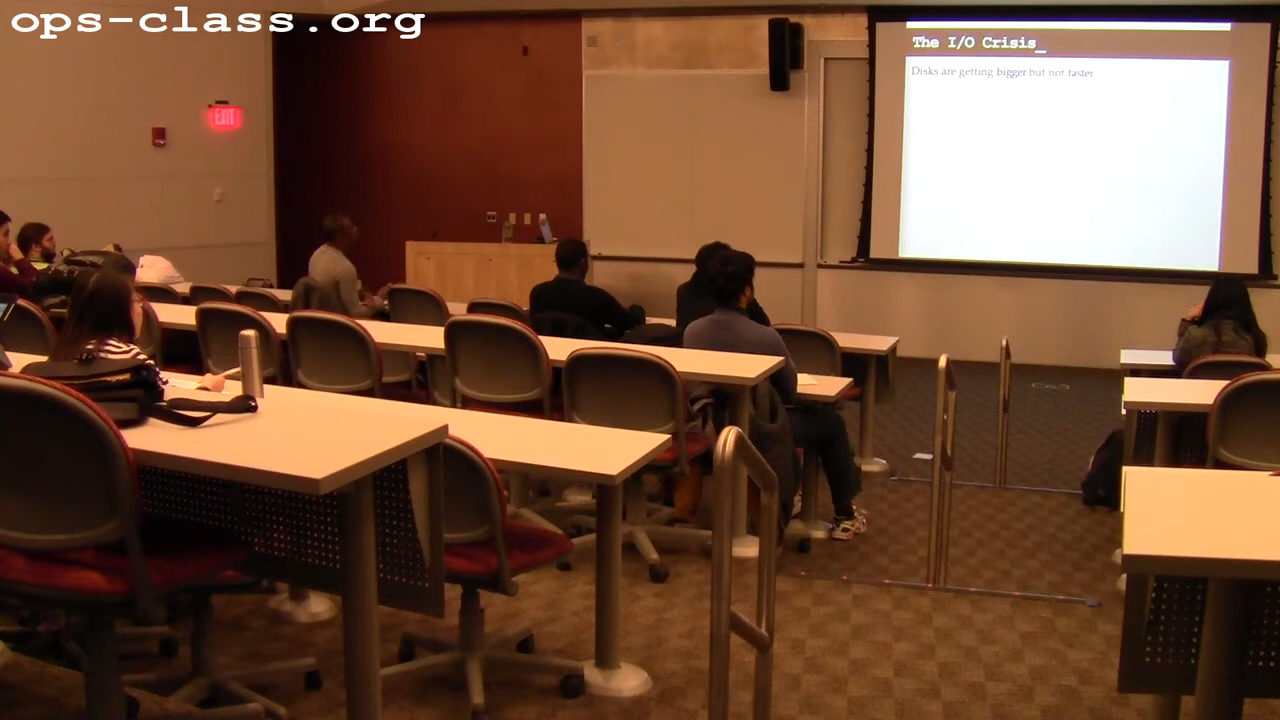 ops-class.org
The I/O Crisis_
Disks are getting bigger but not faster
EXIT